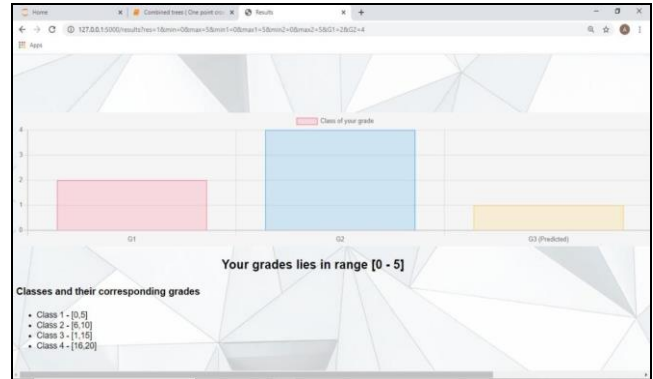 Home
Combined trees ( One point
Results
127.0.0.1:5000/results?res=1&min=0&max=5&min1=0&max1=5&min2=0&max2=5&G1=2&G2=4
Apps
Class of your grade
4
3
2
1
0
G1
G2
G3 (Predicted)
Your grades lies in range [0 - 5]
Classes and their corresponding grades
• Class 1 - [0,5]
• Class 2 - [6,10]
• Class 3 - [1,15]
• Class 4 - [16,20]